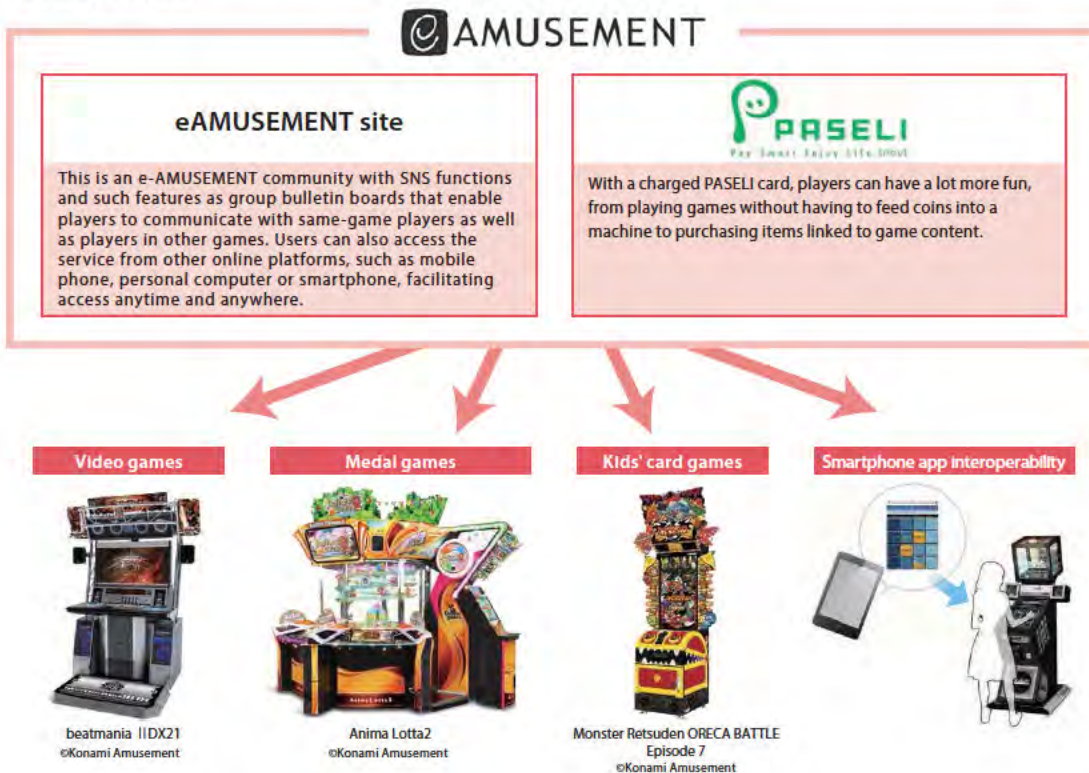 e AMUSEMENT
eAMUSEMENT site
This is an e-AMUSEMENT community with SNS functions
and such features as group bulletin boards that enable
players to communicate with same-game players as well
as players in other games. Users can also access the
service from other online platforms, such as mobile
phone, personal computer or smartphone, facilitating
access anytime and anywhere.
PASELI
Pay Smart Enjoy Life
With a charged PASELI card, players can have a lot more fun,
from playing games without having to feed coins into a
machine to purchasing items linked to game content.
Video games
Medal games
Kids' card games
Smartphone app interoperability
beatmania IIDX21
©Konami Amusement
Anima Lotta2
©Konami Amusement
Monster Retsuden ORECA BATTLE
Episode 7
©Konami Amusement